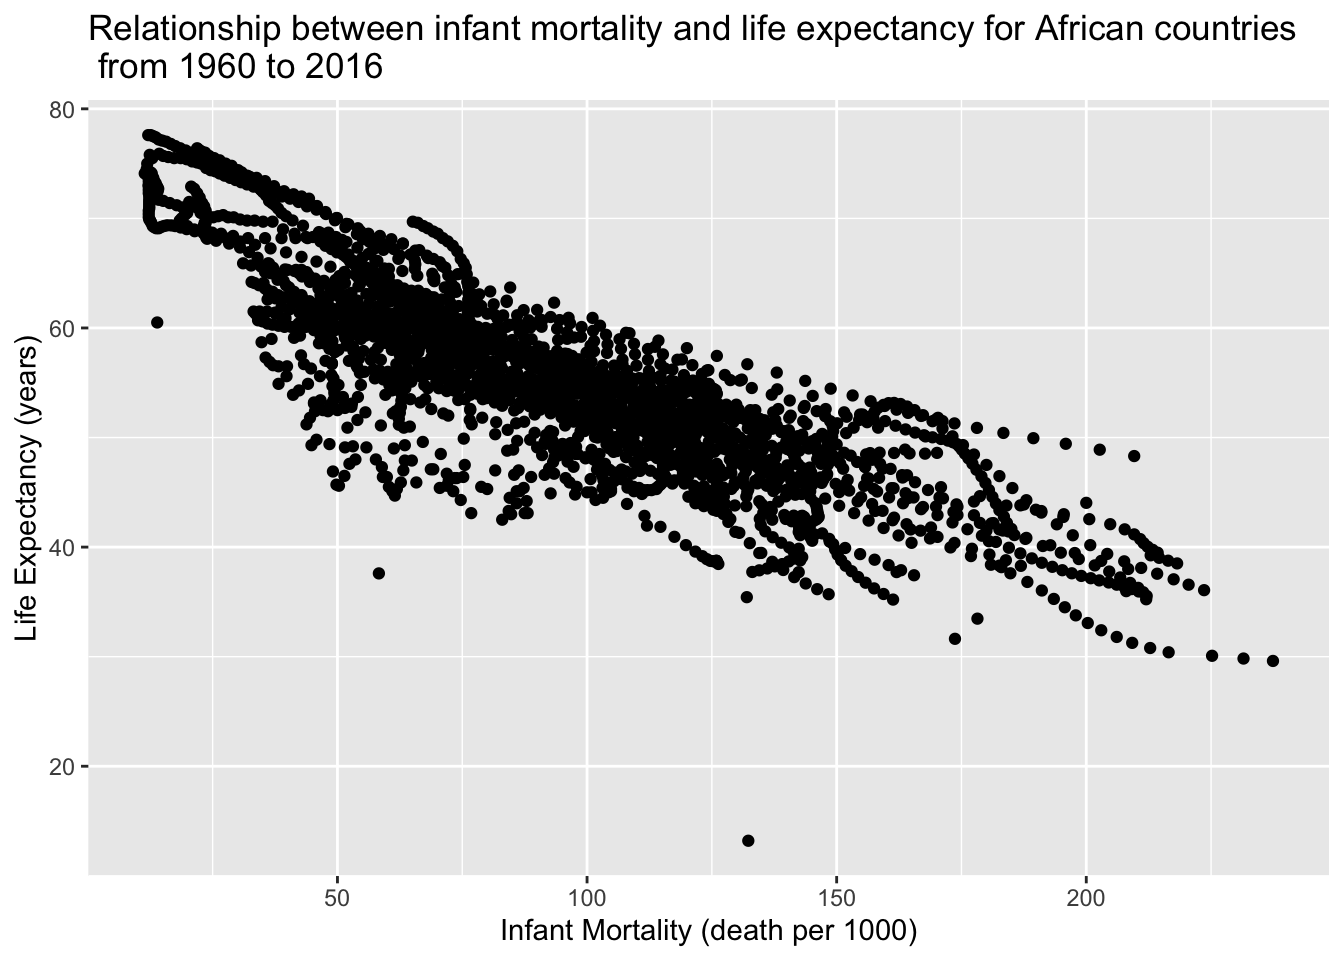 Relationship between infant mortality and life expectancy for African countries
from 1960 to 2016
80
60
40
20
Life Expectancy (years)
50 100 150 200
Infant Mortality (death per 1000)